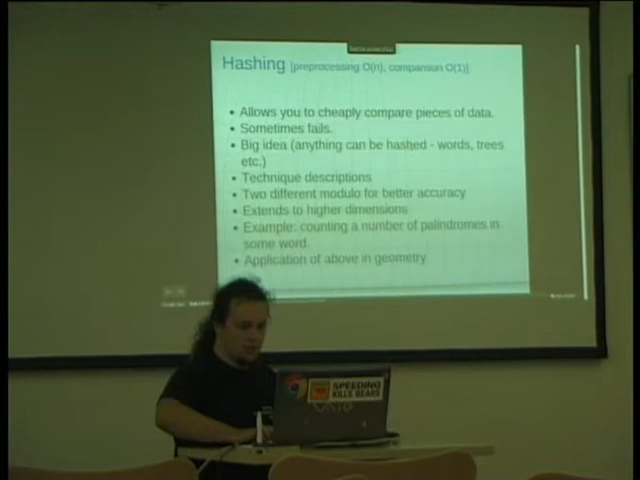 Hashing [preprocessing O(n), comparison O(1)]
Allows you to cheaply compare pieces of data.
Sometimes fails.
Big idea (anything can be hashed - words, trees
etc.)
Technique descriptions
Two different modulo for better accuracy
Extends to higher dimensions
Example: counting a number of palindromes in
some word.
Application of above in geometry
SPEEDING
KILLS BEARS